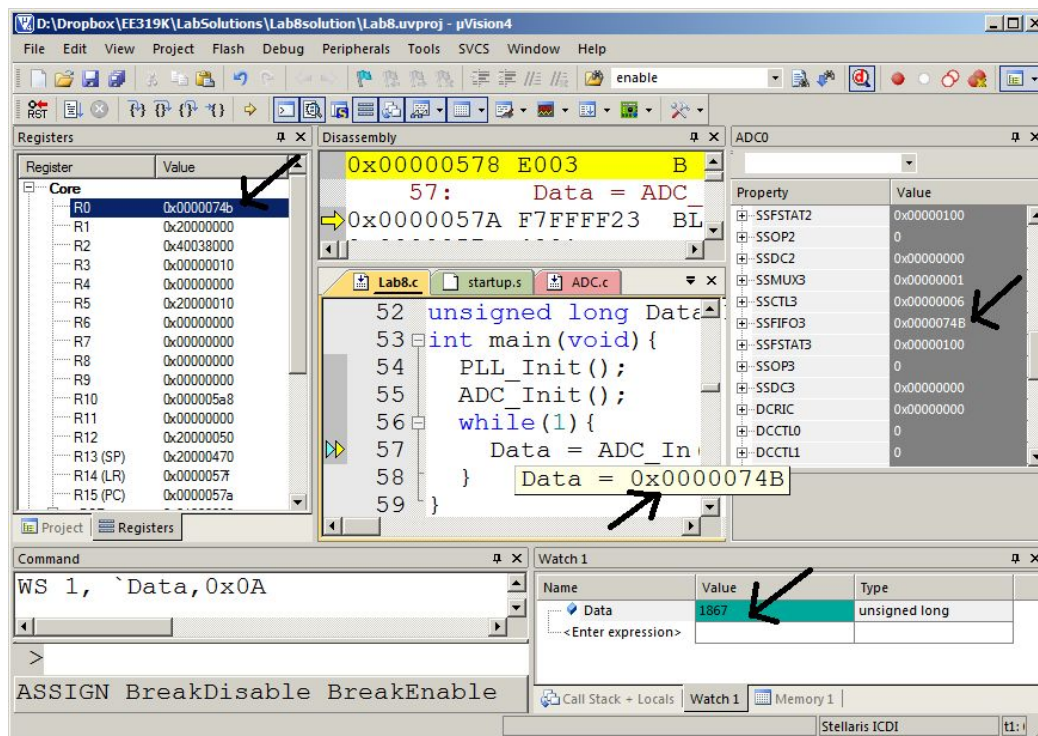 D:\Dropbox\EE319K\LabSolutions\Lab8solution\Lab8.uvproj - µVision4
File Edit View Project Flash Debug Peripherals Tools SVCS Window Help
enable
RST
Registers
Register Value
Core
R0 0x0000074b
R1 0x20000000
R2 0x40038000
R3 0x00000010
R4 0x00000000
R5 0x20000010
R6 0x00000000
R7 0x00000000
R8 0x00000000
R9 0x00000000
R10 0x000005a8
R11 0x00000000
R12 0x20000050
R13 (SP) 0x20000470
R14 (LR) 0x0000057f
R15 (PC) 0x0000057a
Project Registers
Disassembly
0x00000578 E003 B
57: Data = ADC_
0x0000057A F7FFFF23 BL
Lab8.c startup.s ADC.c
52 unsigned long Data
53 int main(void){
54 PLL_Init();
55 ADC_Init();
56 while(1){
57 Data = ADC_In
58 }
Data = 0x0000074B
59 }
ADC0
Property Value
SSFSTAT2 0x00000100
SSOP2 0
SSDC2 0x00000000
SSMUX3 0x00000001
SSCTL3 0x00000006
SSFIFO3 0x0000074B
SSFSTAT3 0x00000100
SSOP3 0
SSDC3 0x00000000
DCRIC 0x00000000
DCCTL0 0
DCCTL1 0
Command
WS 1, `Data,0x0A
>
ASSIGN BreakDisable BreakEnable
Watch 1
Name Value Type
Data 1867 unsigned long
<Enter expression>
Call Stack + Locals Watch 1 Memory 1
Stellaris ICDI t1: